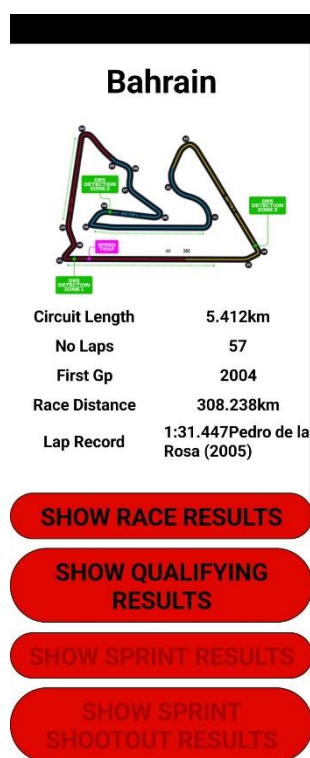 Bahrain
DRS
DETECTION
ZONE 2
DRS
DETECTION
ZONE 3
SPEED
TRAP
DRS
DETECTION
ZONE 1
Circuit Length 5.412km
No Laps 57
First Gp 2004
Race Distance 308.238km
Lap Record 1:31.447Pedro de la
Rosa (2005)
SHOW RACE RESULTS
SHOW QUALIFYING
RESULTS
SHOW SPRINT RESULTS
SHOW SPRINT
SHOOTOUT RESULTS